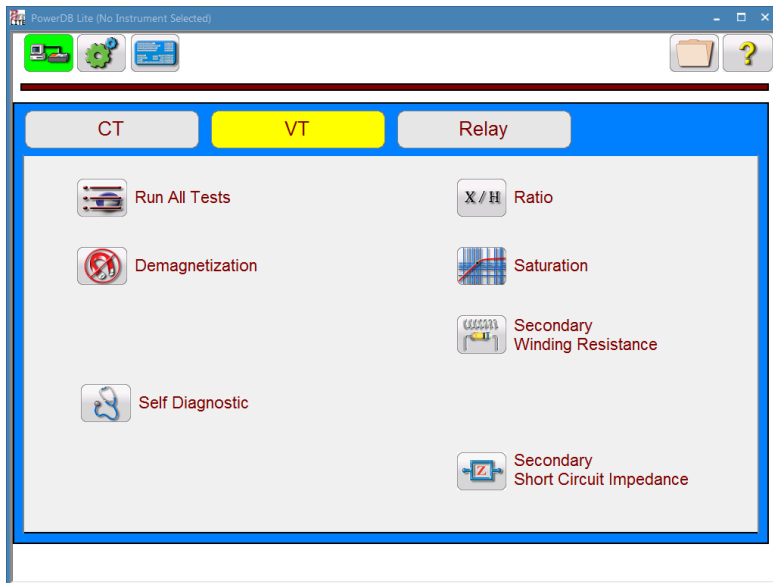 PowerDB Lite (No Instrument Selected)
CT
VT
Relay
Run All Tests
X/H
Ratio
Demagnetization
Saturation
Secondary
Winding Resistance
Self Diagnostic
Z
Secondary
Short Circuit Impedance